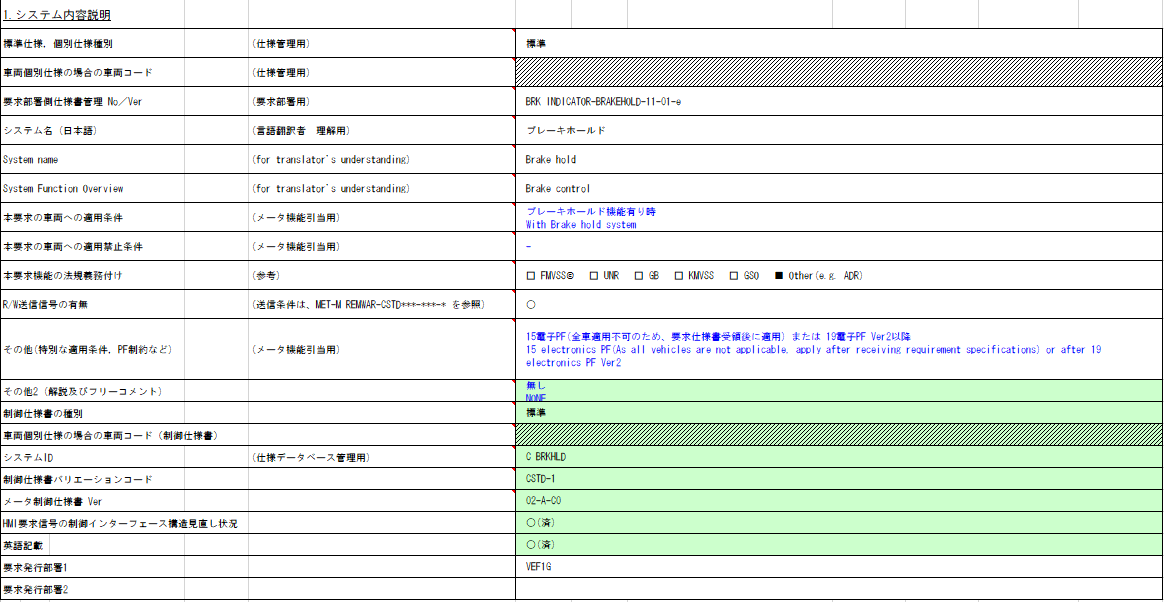 1. システム内容説明
標準仕様，個別仕様種別 （仕様管理用） 標準
車両個別仕様の場合の車両コード （仕様管理用）
要求部署側仕様書管理 No／Ver （要求部署用） BRK INDICATOR-BRAKEHOLD-11-01-e
システム名（日本語） （言語翻訳者　理解用） ブレーキホールド
System name (for translator's understanding) Brake hold
System Function Overview (for translator's understanding) Brake control
本要求の車両への適用条件 （メータ機能引当用） ブレーキホールド機能有り時
With Brake hold system
本要求の車両への適用禁止条件 （メータ機能引当用） -
本要求機能の法規義務付け （参考） □ FMVSS© □ UNR □ GB □ KMVSS □ GSO ■ Other(e.g. ADR)
R/W送信信号の有無 （送信条件は、MET-M REMWAR-CSTD***-***-* を参照） ○
その他(特別な適用条件，PF制約など） （メータ機能引当用） 15電子PF(全車適用不可のため、要求仕様書受領後に適用) または 19電子PF Ver2以降
15 electronics PF(As all vehicles are not applicable, apply after receiving requirement specifications) or after 19
electronics PF Ver2
その他2（解説及びフリーコメント） 無し
NONE
制御仕様書の種別 標準
車両個別仕様の場合の車両コード（制御仕様書）
システムID （仕様データベース管理用） C BRKHLD
制御仕様書バリエーションコード CSTD-1
メータ制御仕様書 Ver 02-A-C0
HMI要求信号の制御インターフェース構造見直し状況 ○(済)
英語記載 ○(済)
要求発行部署1 VEF1G
要求発行部署2